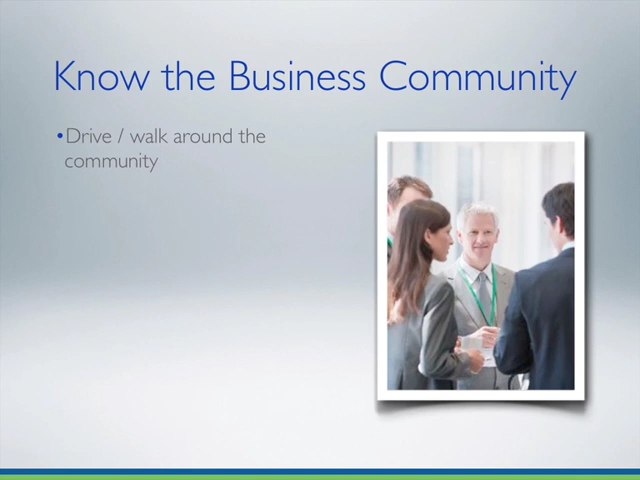 Know the Business Community
•Drive / walk around the
community